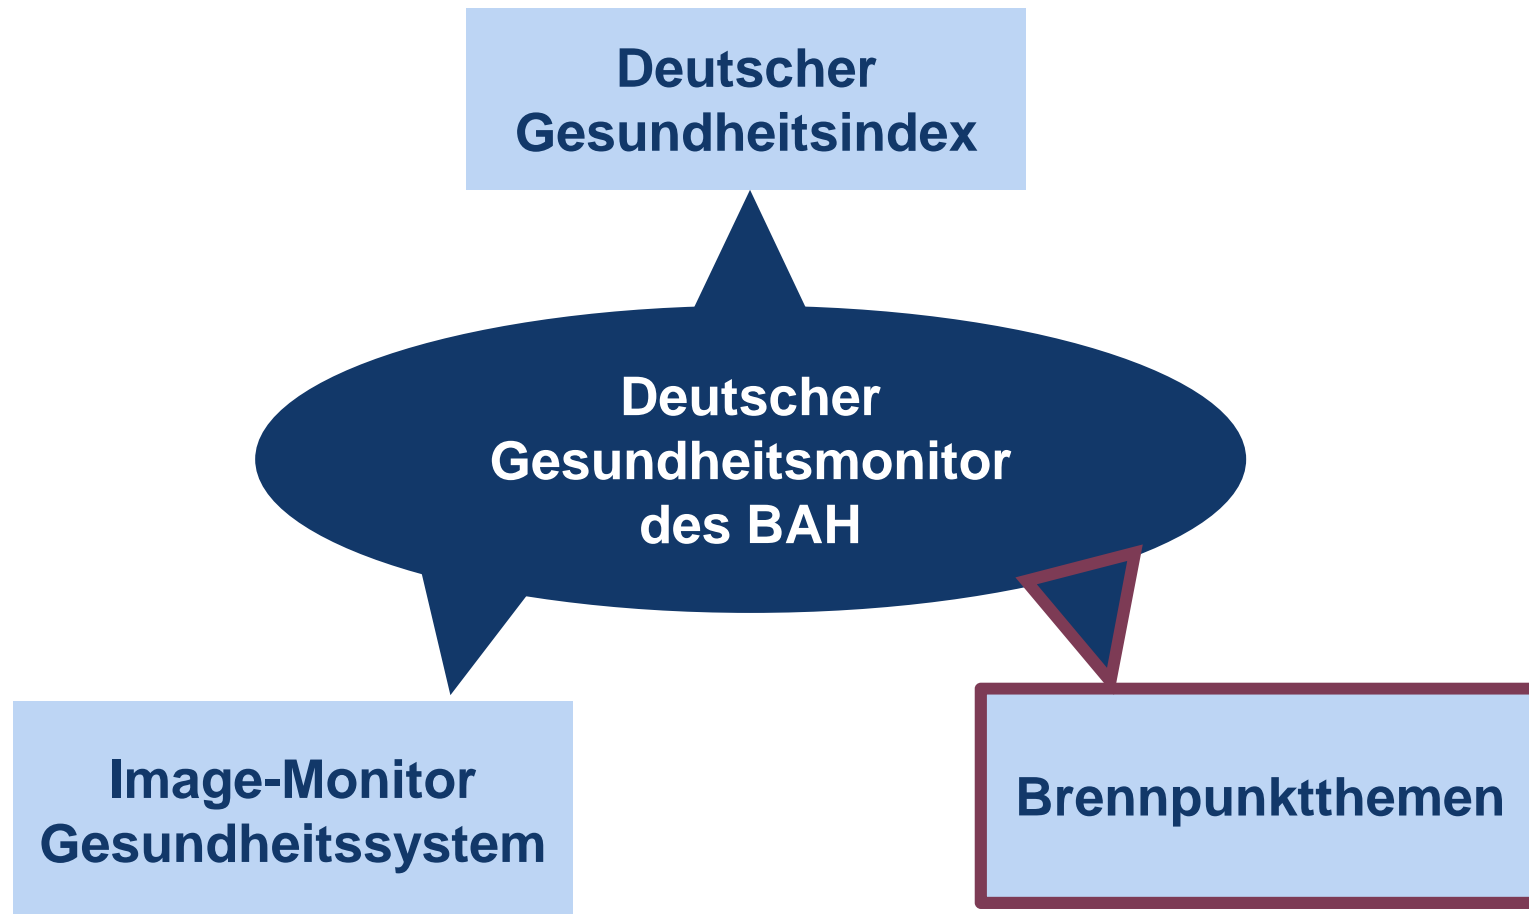 Deutscher
Gesundheitsindex
Deutscher
Gesundheitsmonitor
des BAH
Image-Monitor
Gesundheitssystem
Brennpunktthemen